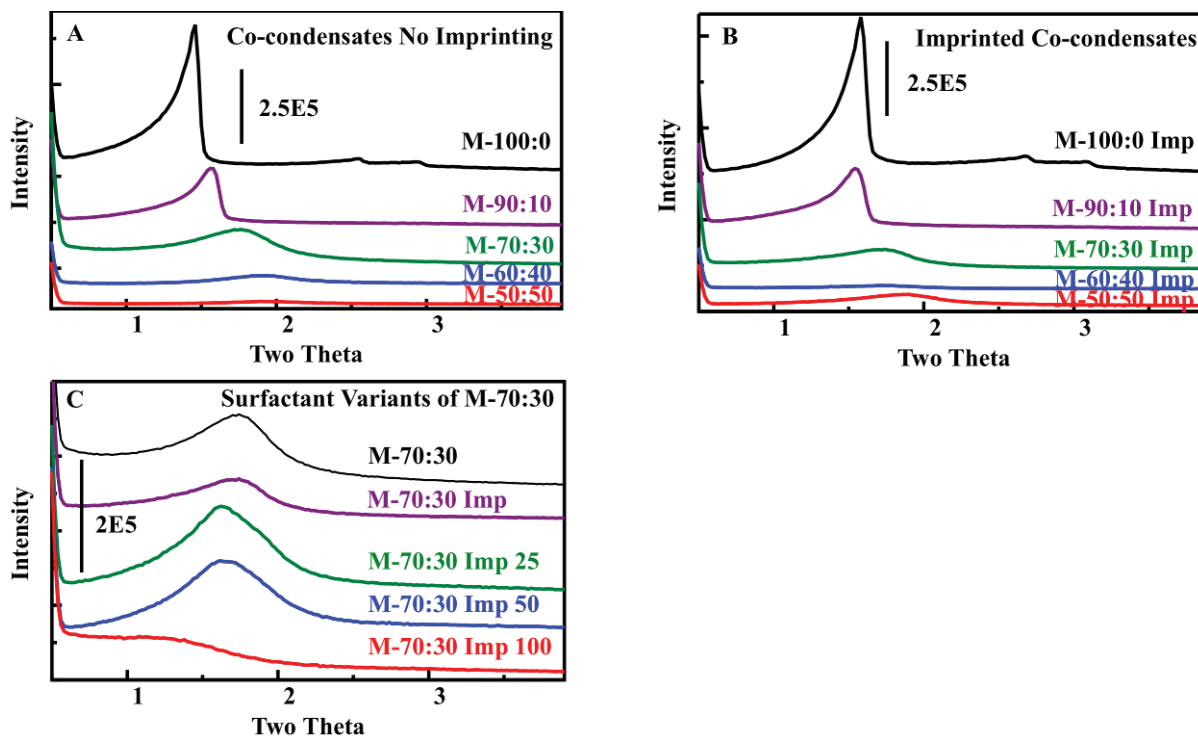 A
Co-condensates No Imprinting
2.5E5
M-100:0
M-90:10
M-70:30
M-60:40
M-50:50
Intensity
1 2 3
Two Theta
B
Imprinted Co-condensates
2.5E5
M-100:0 Imp
M-90:10 Imp
M-70:30 Imp
M-60:40 Imp
M-50:50 Imp
Intensity
1 2 3
Two Theta
C
Surfactant Variants of M-70:30
M-70:30
M-70:30 Imp
2E5
M-70:30 Imp 25
M-70:30 Imp 50
M-70:30 Imp 100
Intensity
1 2 3
Two Theta